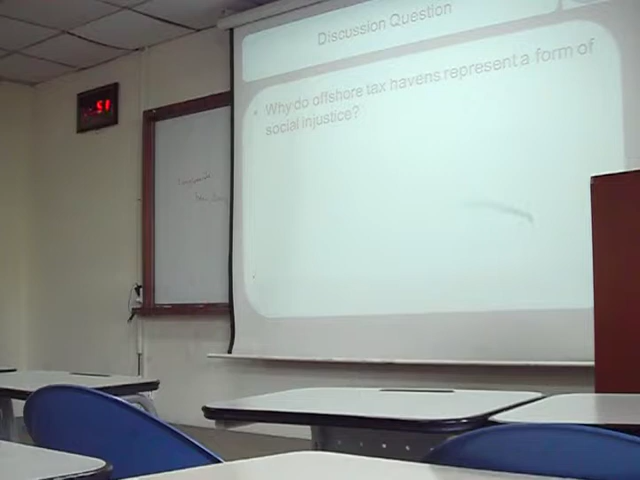 Discussion Question
• Why do offshore tax havens represent a form of
social injustice?